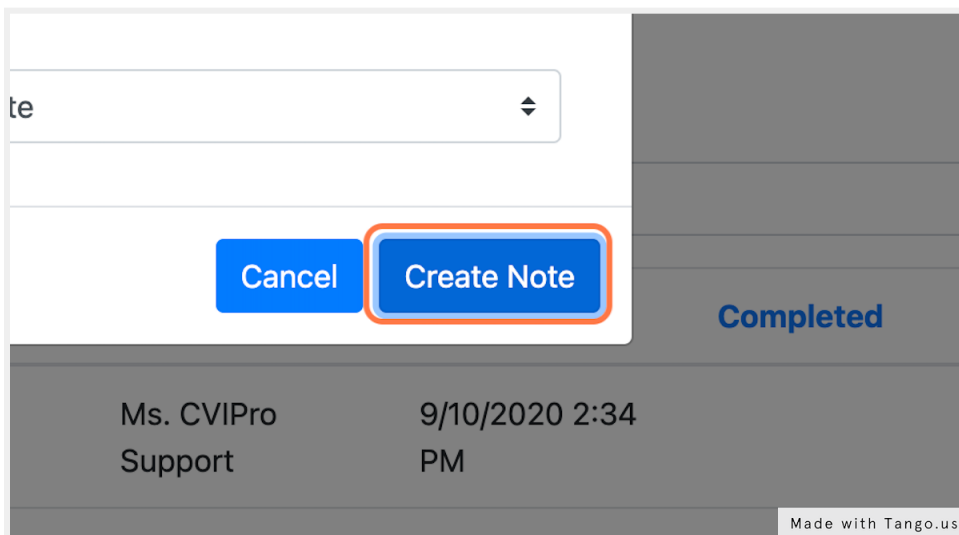 te
Cancel Create Note
Completed
Ms. CVIPro 9/10/2020 2:34
Support PM
Made with Tango.us